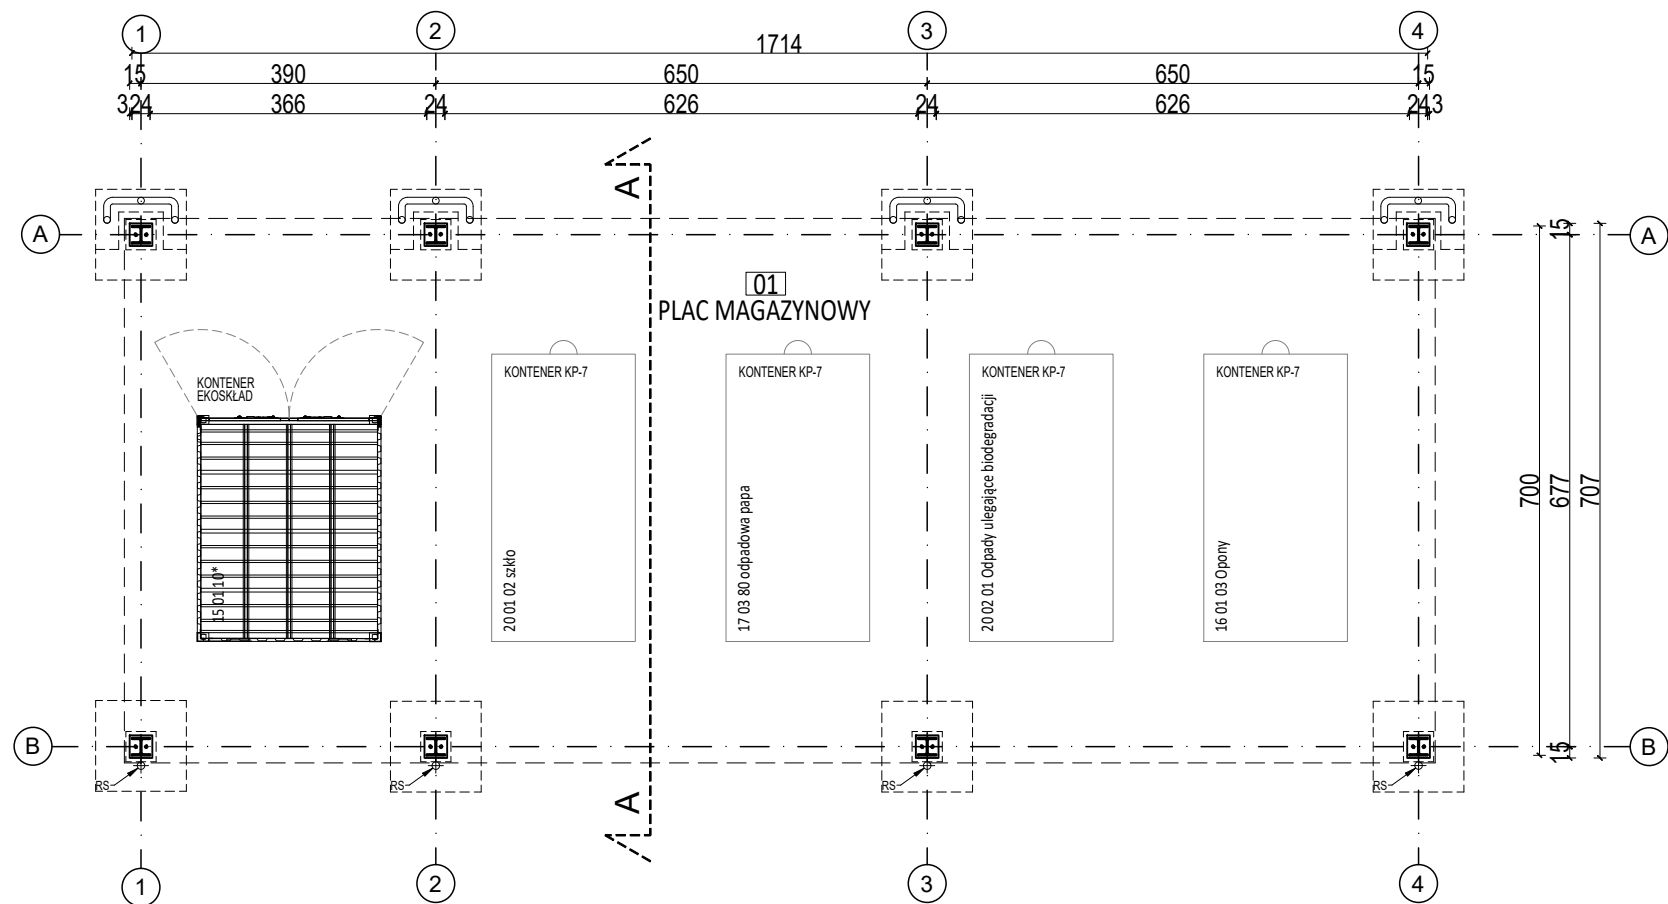 1 2 3 4
1714
15 390 650 650 15
3 24 366 24 626 24 626 24 3
A
A
A
01
PLAC MAGAZYNOWY
KONTENER
EKOSKŁAD
KONTENER KP-7
KONTENER KP-7
KONTENER KP-7
KONTENER KP-7
15 01 10*
20 01 02 szkło
17 03 80 odpadowa papa
20 02 01 Odpady ulegające biodegradacji
16 01 03 Opony
15
700
677
707
15
B
B
RS
RS
RS
RS
A
1 2 3 4